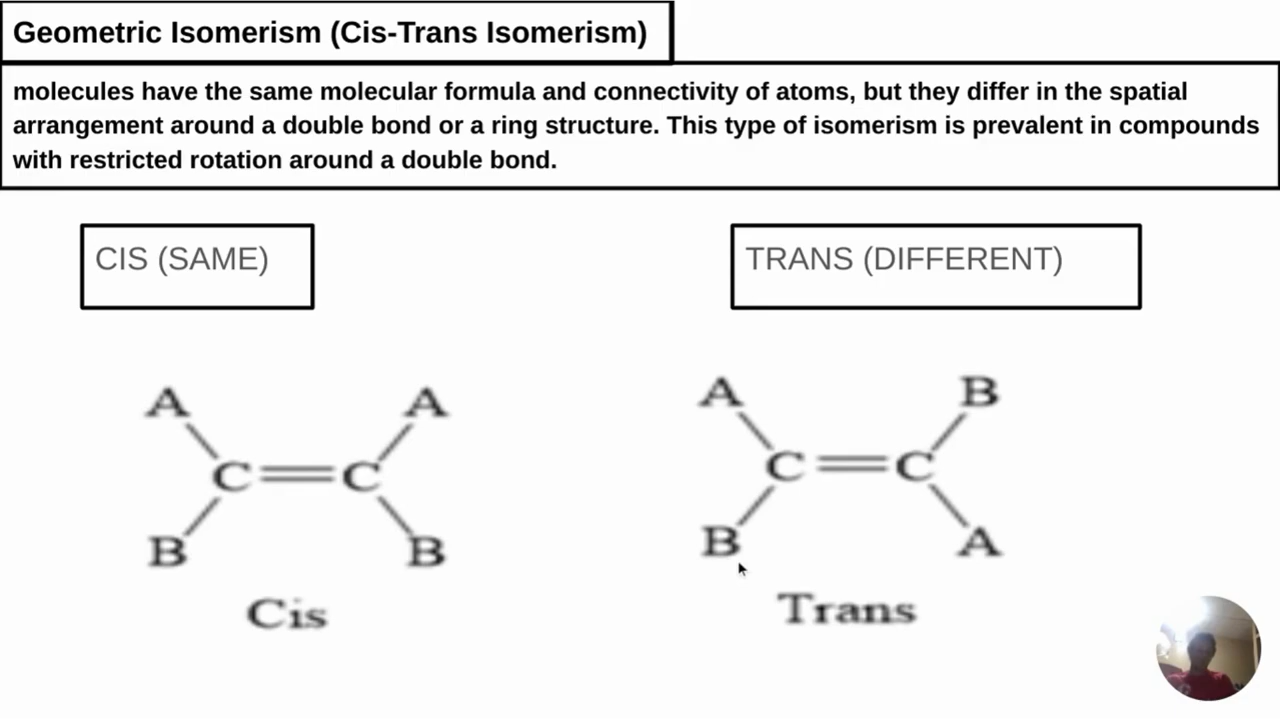 Geometric Isomerism (Cis-Trans Isomerism)
molecules have the same molecular formula and connectivity of atoms, but they differ in the spatial
arrangement around a double bond or a ring structure. This type of isomerism is prevalent in compounds
with restricted rotation around a double bond.
CIS (SAME)
TRANS (DIFFERENT)
A A
C C
B B
Cis
A B
C C
B A
Trans